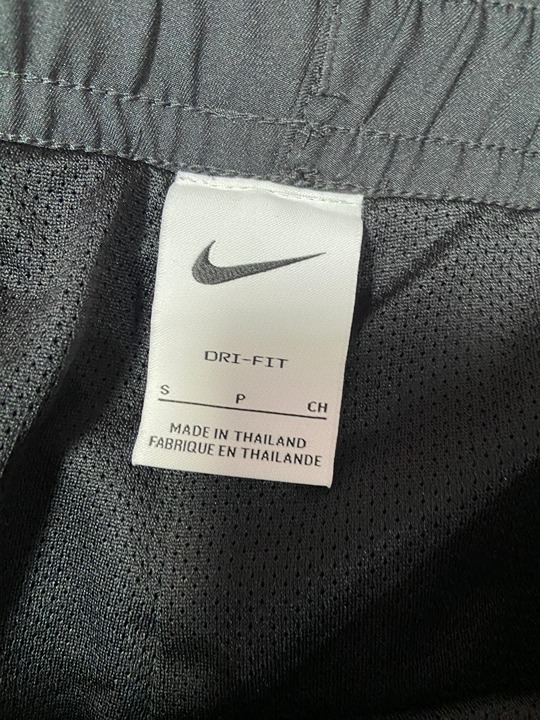 DRI-FIT
S P CH
MADE IN THAILAND
FABRIQUE EN THAILANDE